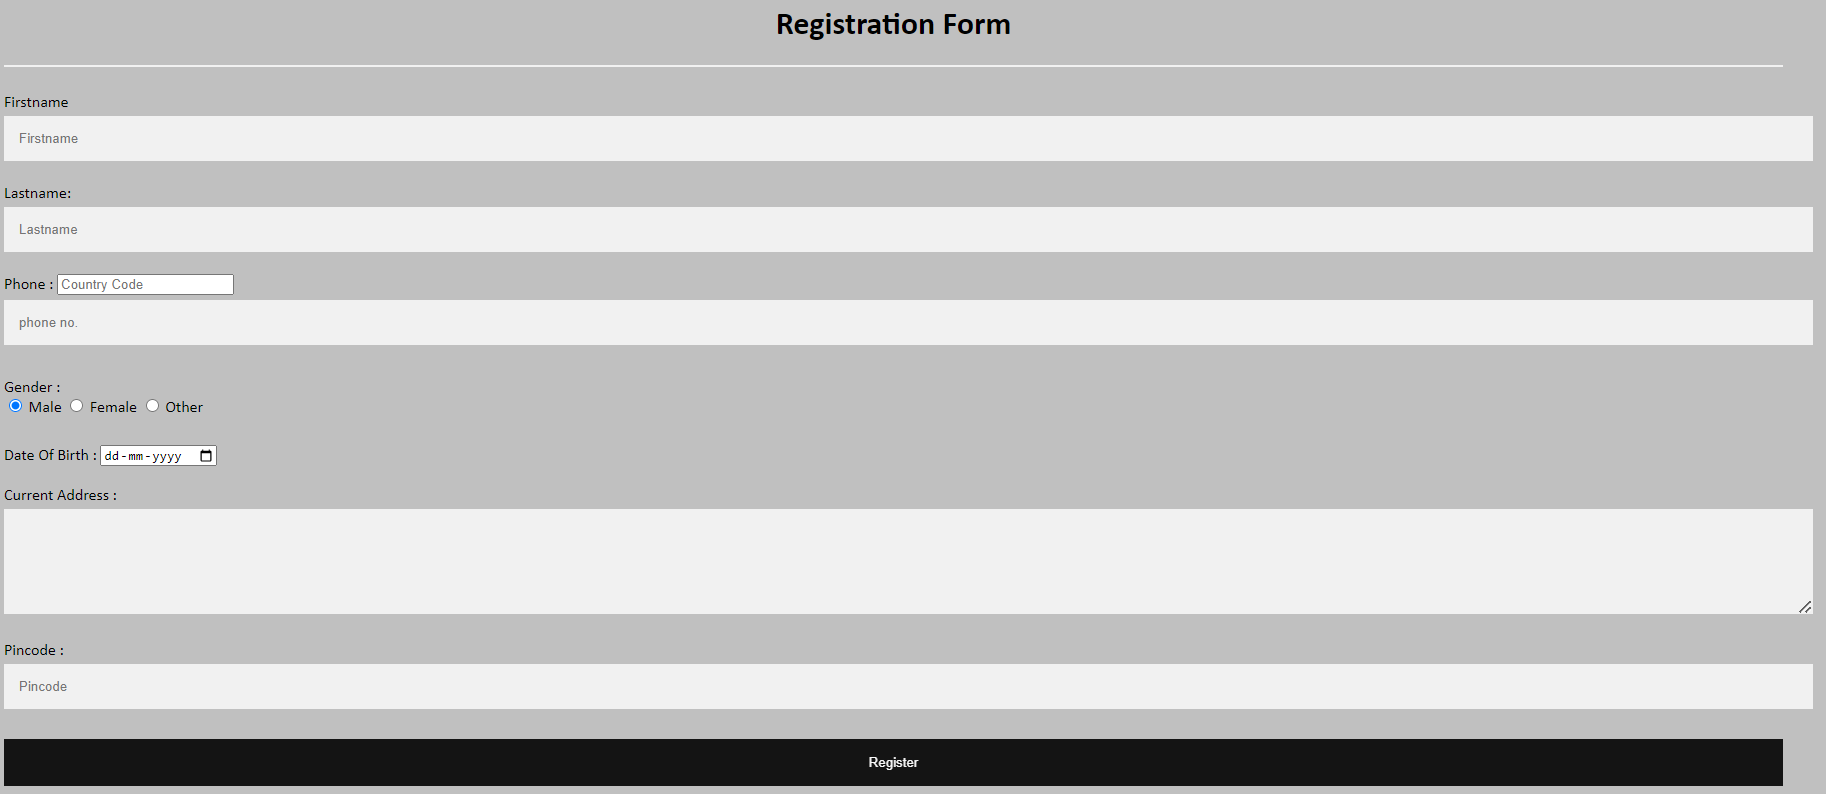 Registration Form
Firstname
Firstname
Lastname:
Lastname
Phone : Country Code
phone no.
Gender :
Male Female Other
Date Of Birth : dd-mm-yyyy
Current Address :
Pincode :
Pincode
Register